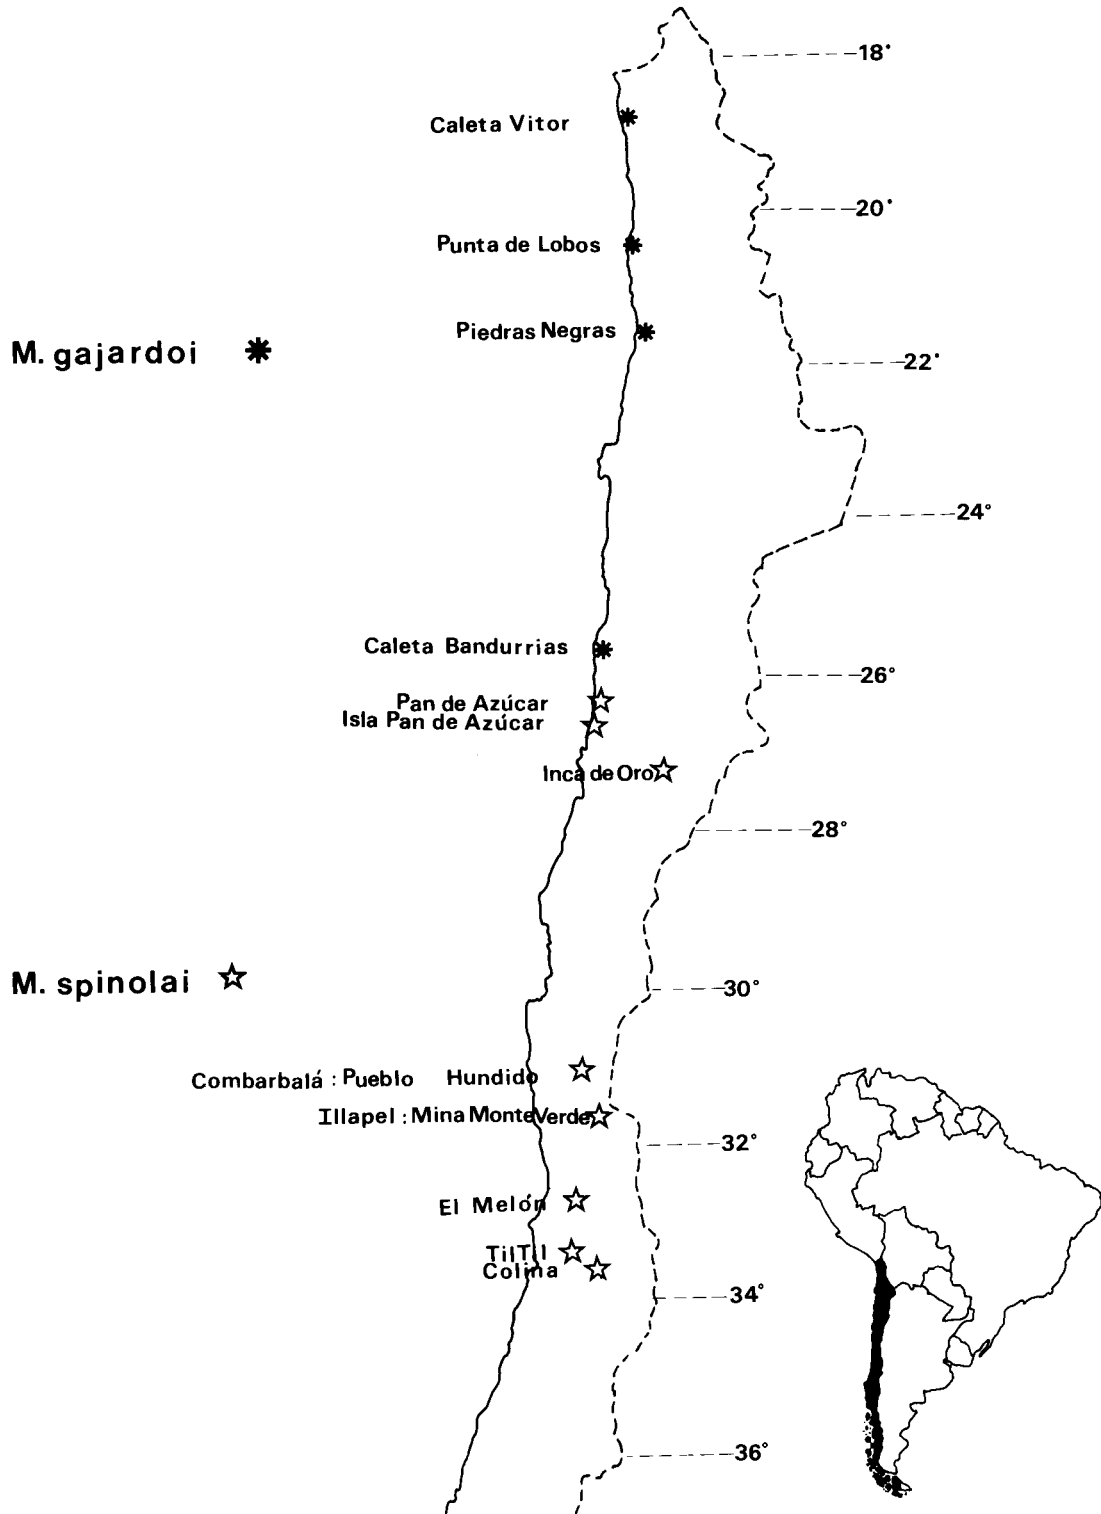 18°
Caleta Vitor
20°
Punta de Lobos
Piedras Negras
M. gajardoi
22°
24°
Caleta Bandurrias
26°
Pan de Azúcar
Isla Pan de Azúcar
Inca de Oro
28°
M. spinolai
30°
Combarbalá : Pueblo Hundido
Illapel : Mina Monte Verde
32°
El Melón
TilTil
Colina
34°
36°